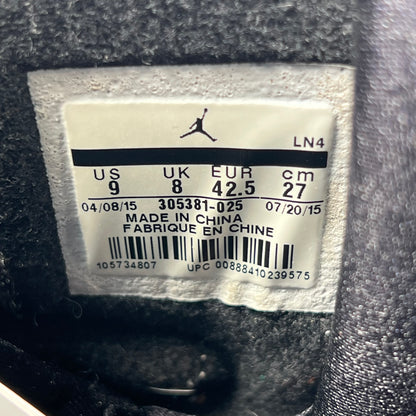 LN4
US UK EUR cm
9 8 42.5 27
04/08/15 305381-025 07/20/15
MADE IN CHINA
FABRIQUE EN CHINE
105734807 UPC 00888410239575